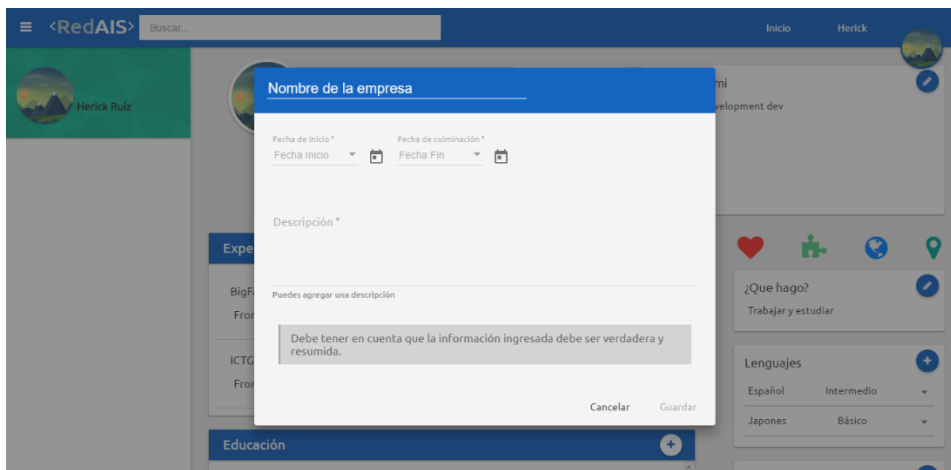 <RedAIS>
Buscar...
Inicio
Herick
Herick Ruiz
Nombre de la empresa
Fecha de Inicio *
Fecha de culminación *
Fecha Inicio
Fecha Fin
Descripción *
Puedes agregar una descripción
Debe tener en cuenta que la información ingresada debe ser verdadera y
resumida.
Cancelar
Guardar
mi
velopment dev
Expe
BigFa
Fron
ICTG
Fron
Educación
¿Que hago?
Trabajar y estudiar
Lenguajes
Español Intermedio
Japones Básico